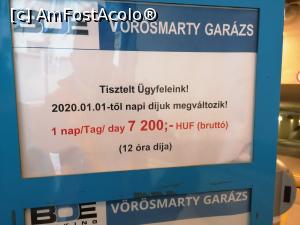 (c) AmFostAcolo®
BOE VÖRÖSMARTY GARÁZS
Tisztelt Ügyfeleink!
2020.01.01-től napi díjuk megváltozik!
1 nap/Tag/ day 7 200;- HUF (bruttó)
(12 óra díja)
BOE VÖRÖSMARTY GARÁZS